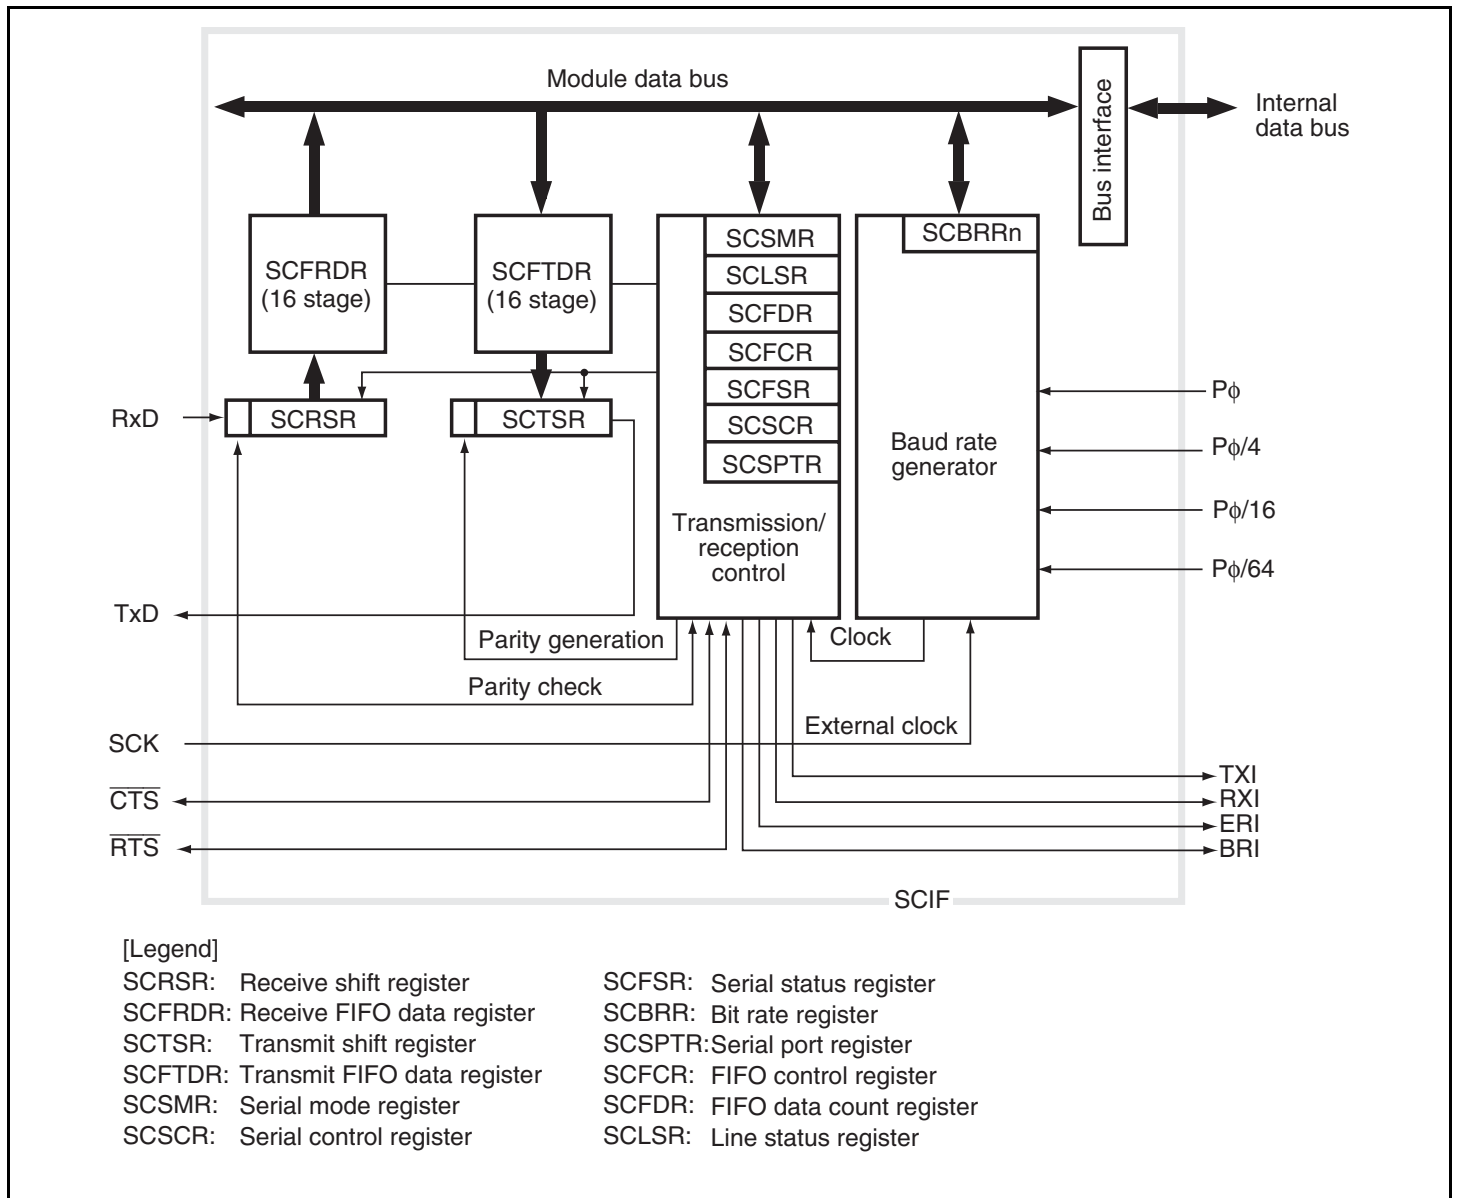 Module data bus
Internal
data bus
Bus interface
SCFRDR
(16 stage)
SCFTDR
(16 stage)
SCSMR
SCLSR
SCFDR
SCFCR
SCFSR
SCSCR
SCSPTR
Transmission/
reception
control
SCBRRn
Baud rate
generator
RxD
SCRSR
SCTSR
Pϕ
Pϕ/4
Pϕ/16
Pϕ/64
TxD
Parity generation
Clock
Parity check
External clock
SCK
CTS
RTS
TXI
RXI
ERI
BRI
SCIF
[Legend]
SCRSR: Receive shift register
SCFRDR: Receive FIFO data register
SCTSR: Transmit shift register
SCFTDR: Transmit FIFO data register
SCSMR: Serial mode register
SCSCR: Serial control register
SCFSR: Serial status register
SCBRR: Bit rate register
SCSPTR:Serial port register
SCFCR: FIFO control register
SCFDR: FIFO data count register
SCLSR: Line status register